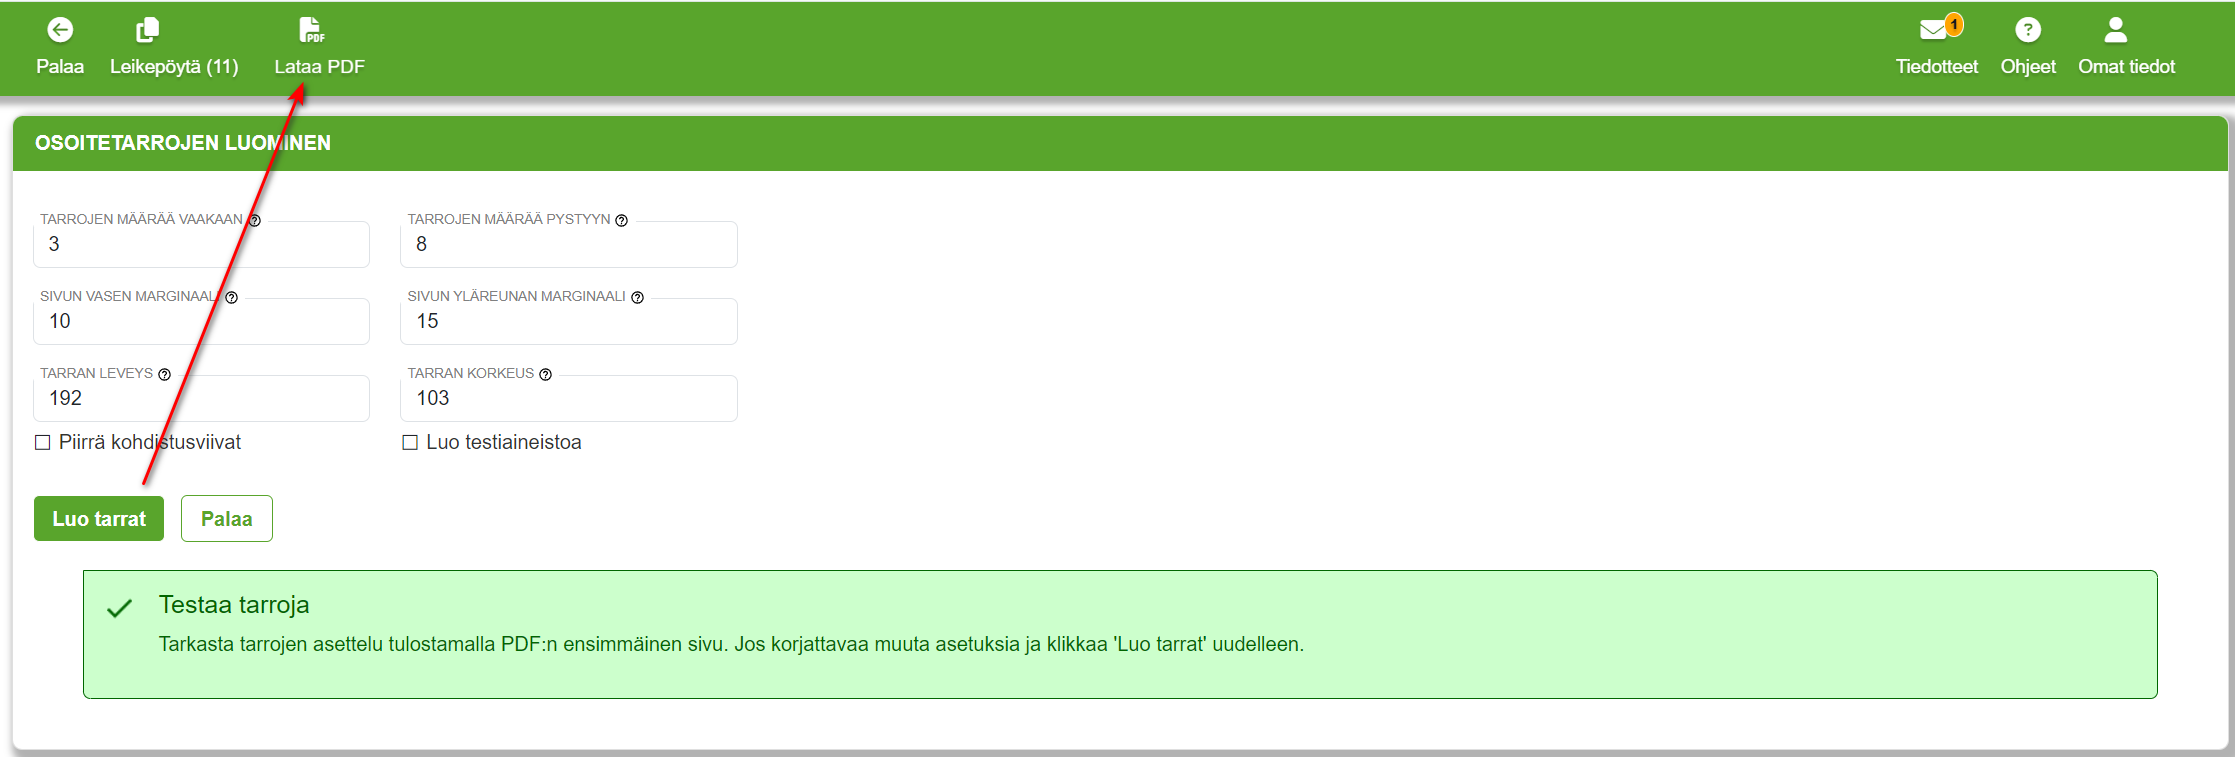 Palaa
Leikepöytä (11)
PDF
Lataa PDF
1
Tiedotteet
?
Ohjeet
Omat tiedot
OSOITETARROJEN LUOMINEN
TARROJEN MÄÄRÄÄ VAAKAAN ?
3
TARROJEN MÄÄRÄÄ PYSTYYN ?
8
SIVUN VASEN MARGINAALI ?
10
SIVUN YLÄREUNAN MARGINAALI ?
15
TARRAN LEVEYS ?
192
TARRAN KORKEUS ?
103
Piirrä kohdistusviivat
Luo testiaineistoa
Luo tarrat
Palaa
Testaa tarroja
Tarkasta tarrojen asettelu tulostamalla PDF:n ensimmäinen sivu. Jos korjattavaa muuta asetuksia ja klikkaa 'Luo tarrat' uudelleen.